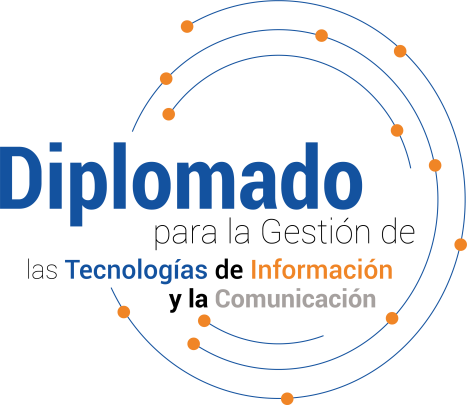 Diplomado
para la Gestión de
las Tecnologías de Información
y la Comunicación